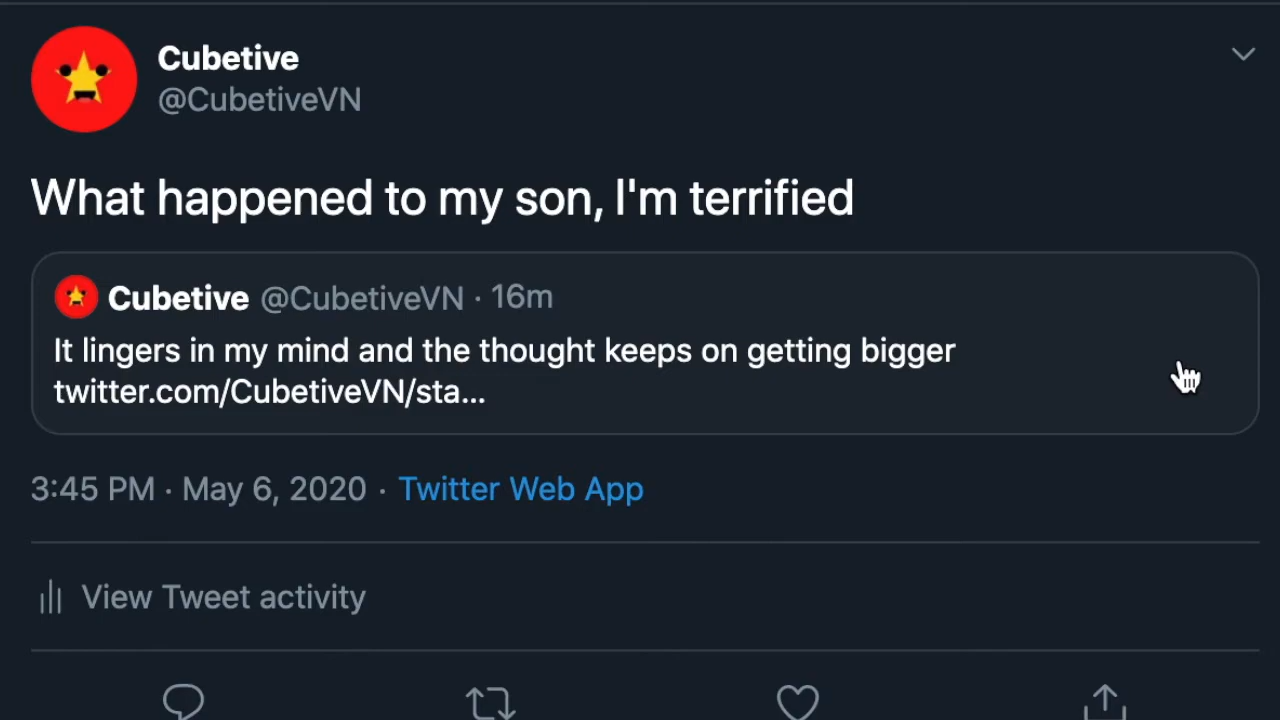 Cubetive
@CubetiveVN
What happened to my son, I'm terrified
Cubetive @CubetiveVN · 16m
It lingers in my mind and the thought keeps on getting bigger
twitter.com/CubetiveVN/sta...
3:45 PM · May 6, 2020 · Twitter Web App
View Tweet activity